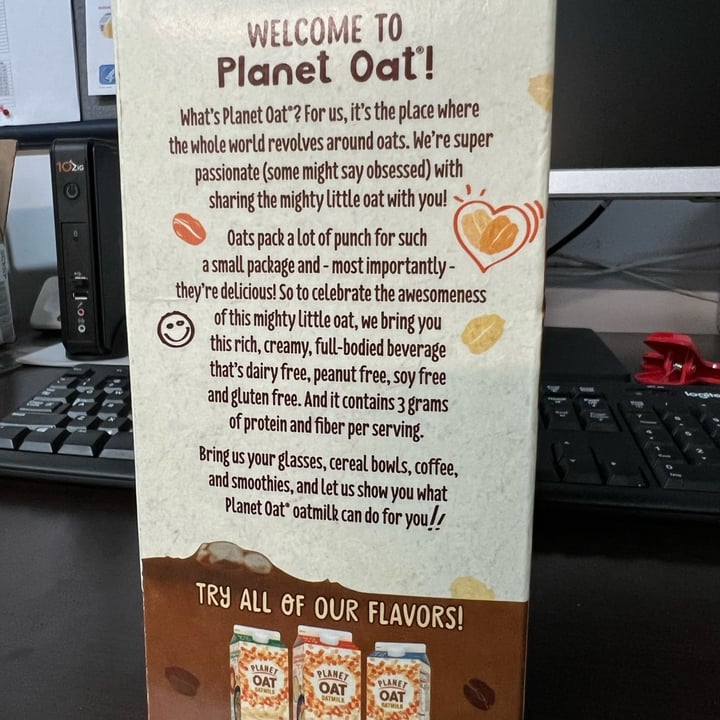 WELCOME TO
Planet Oat®!
What's Planet Oat®? For us, it's the place where
the whole world revolves around oats. We're super
passionate (some might say obsessed) with
sharing the mighty little oat with you!
Oats pack a lot of punch for such
a small package and - most importantly -
they're delicious! So to celebrate the awesomeness
of this mighty little oat, we bring you
this rich, creamy, full-bodied beverage
that's dairy free, peanut free, soy free
and gluten free. And it contains 3 grams
of protein and fiber per serving.
Bring us your glasses, cereal bowls, coffee,
and smoothies, and let us show you what
Planet Oat® oatmilk can do for you!!
TRY ALL OF OUR FLAVORS!
PLANET
OAT
OATMILK
PLANET
OAT
OATMILK
PLANET
OAT
OATMILK
10ZiG
logitech